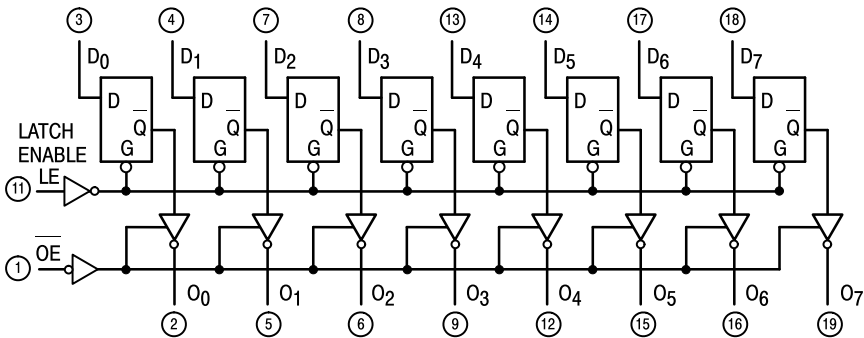 3 4 7 8 13 14 17 18
D0 D1 D2 D3 D4 D5 D6 D7
D D D D D D D D
Q̅ Q̅ Q̅ Q̅ Q̅ Q̅ Q̅ Q̅
G G G G G G G G
LATCH
ENABLE
LE
11
O̅E̅
1
O0 O1 O2 O3 O4 O5 O6 O7
2 5 6 9 12 15 16 19